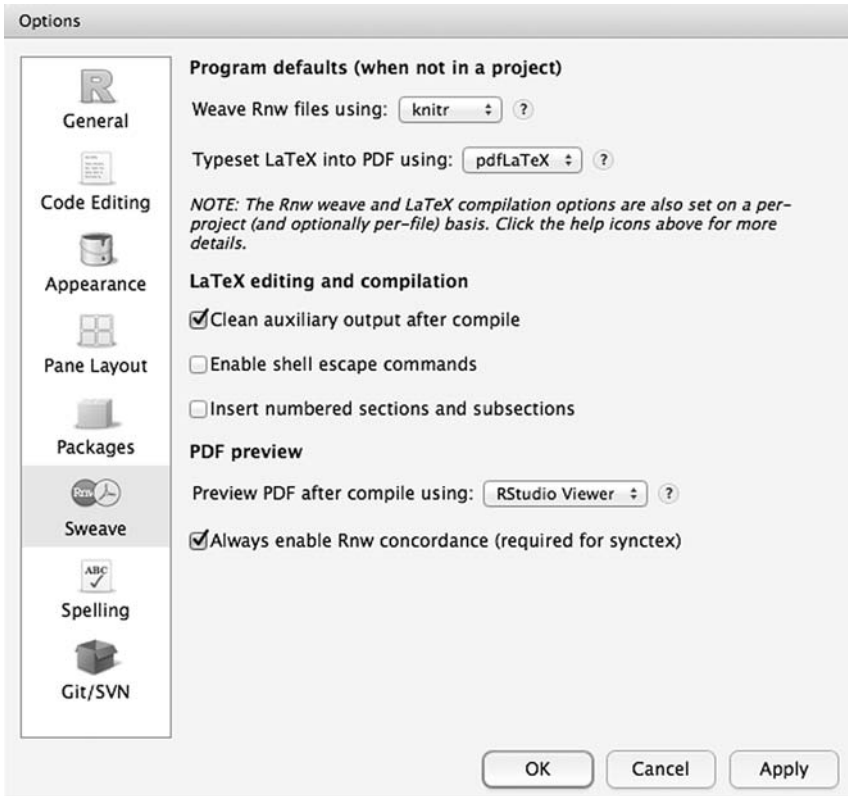 Options
R
General
Code Editing
Appearance
Pane Layout
Packages
Rnw
Sweave
ABC
Spelling
Git/SVN
Program defaults (when not in a project)
Weave Rnw files using: knitr ?
Typeset LaTeX into PDF using: pdfLaTeX ?
NOTE: The Rnw weave and LaTeX compilation options are also set on a per-
project (and optionally per-file) basis. Click the help icons above for more
details.
LaTeX editing and compilation
Clean auxiliary output after compile
Enable shell escape commands
Insert numbered sections and subsections
PDF preview
Preview PDF after compile using: RStudio Viewer ?
Always enable Rnw concordance (required for synctex)
OK Cancel Apply